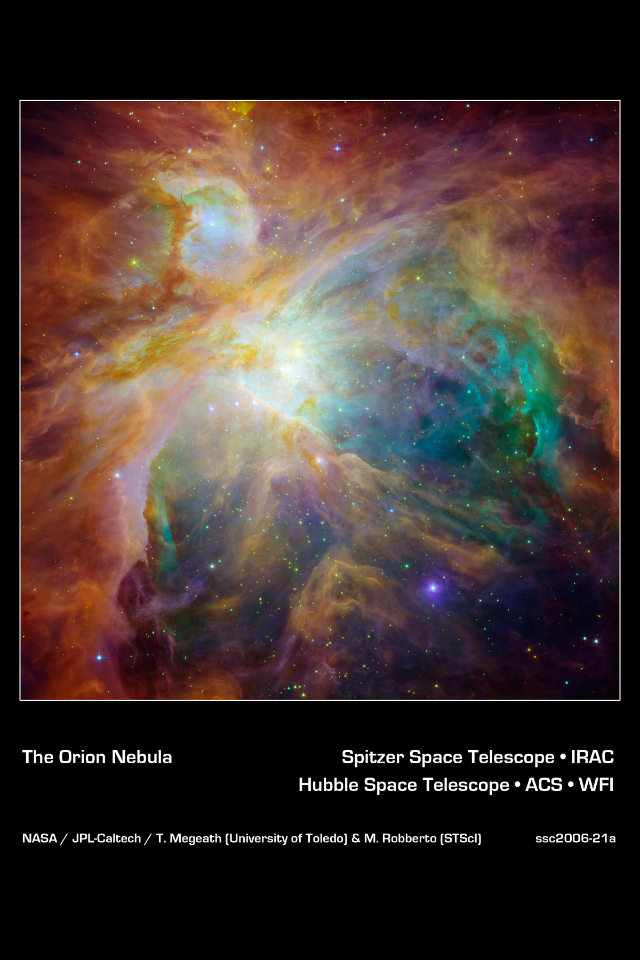 The Orion Nebula
Spitzer Space Telescope • IRAC
Hubble Space Telescope • ACS • WFI
NASA / JPL-Caltech / T. Megeath (University of Toledo) & M. Robberto (STScI)
ssc2006-21a